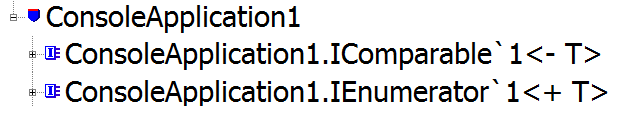 ConsoleApplication1
ConsoleApplication1.IComparable`1<- T>
ConsoleApplication1.IEnumerator`1<+ T>